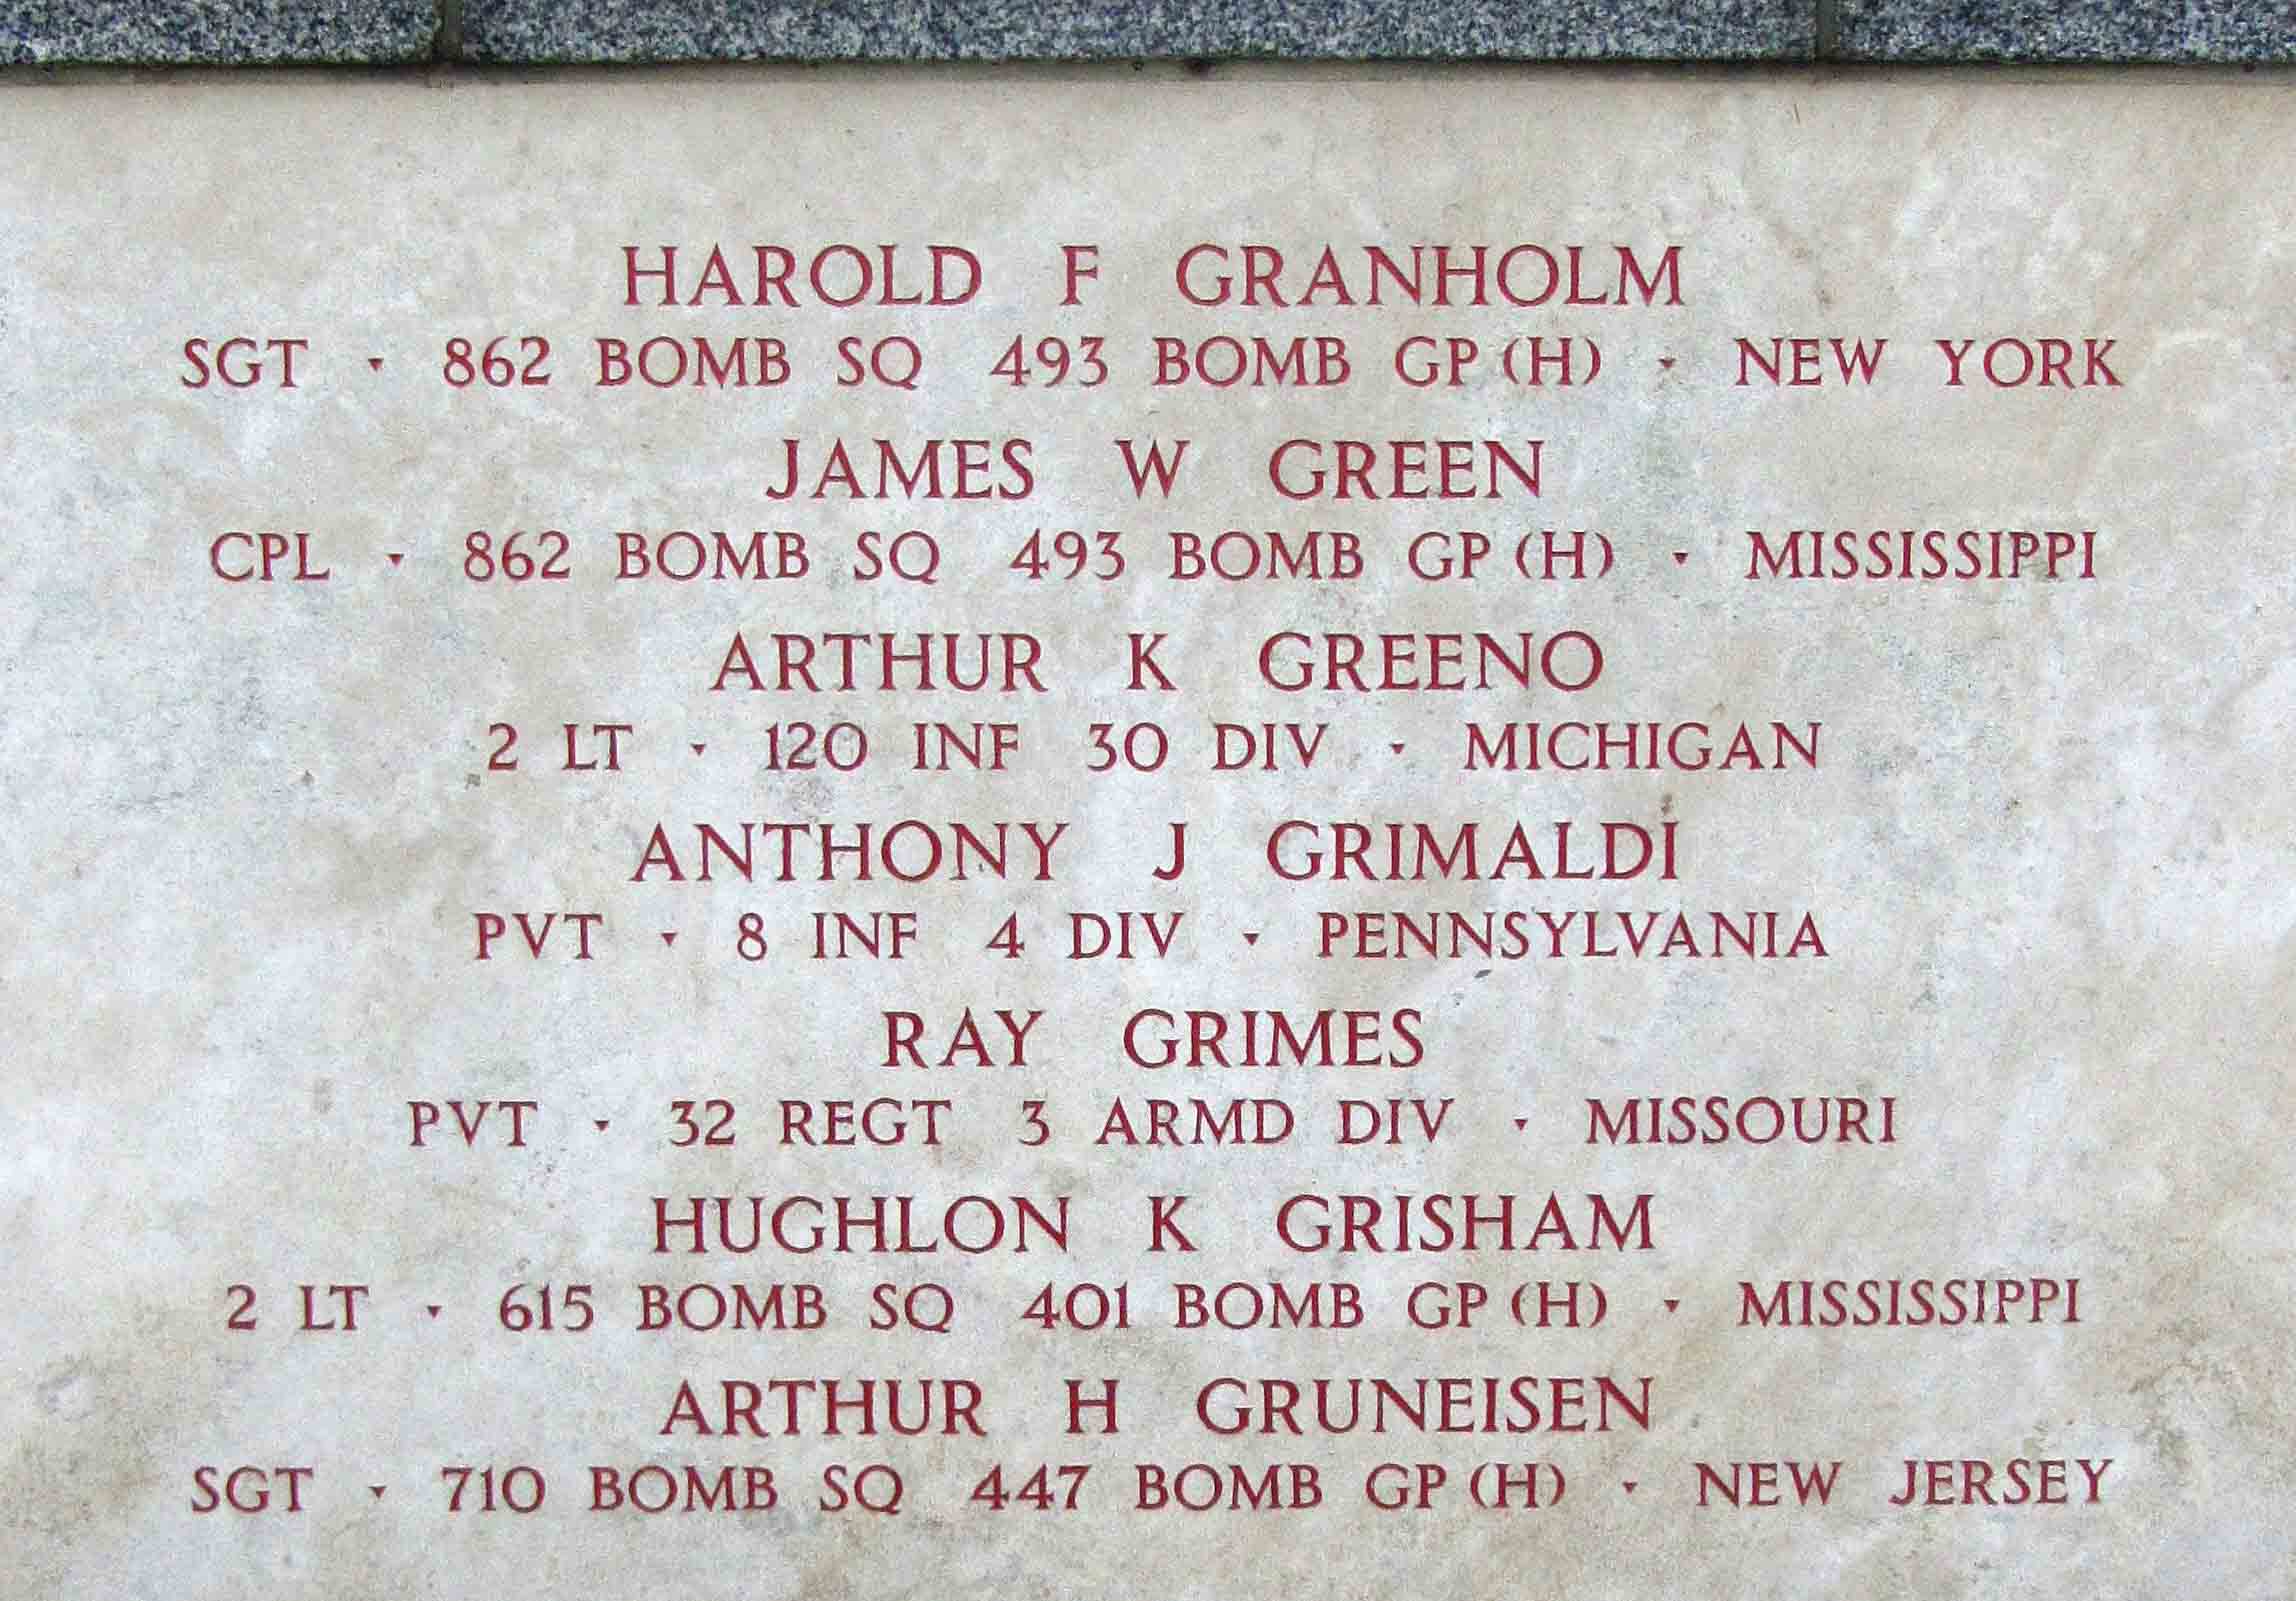 HAROLD F GRANHOLM
SGT · 862 BOMB SQ 493 BOMB GP (H) · NEW YORK
JAMES W GREEN
CPL · 862 BOMB SQ 493 BOMB GP (H) · MISSISSIPPI
ARTHUR K GREENO
2 LT · 120 INF 30 DIV · MICHIGAN
ANTHONY J GRIMALDI
PVT · 8 INF 4 DIV · PENNSYLVANIA
RAY GRIMES
PVT · 32 REGT 3 ARMD DIV · MISSOURI
HUGHLON K GRISHAM
2 LT · 615 BOMB SQ 401 BOMB GP (H) · MISSISSIPPI
ARTHUR H GRUNEISEN
SGT · 710 BOMB SQ 447 BOMB GP (H) · NEW JERSEY